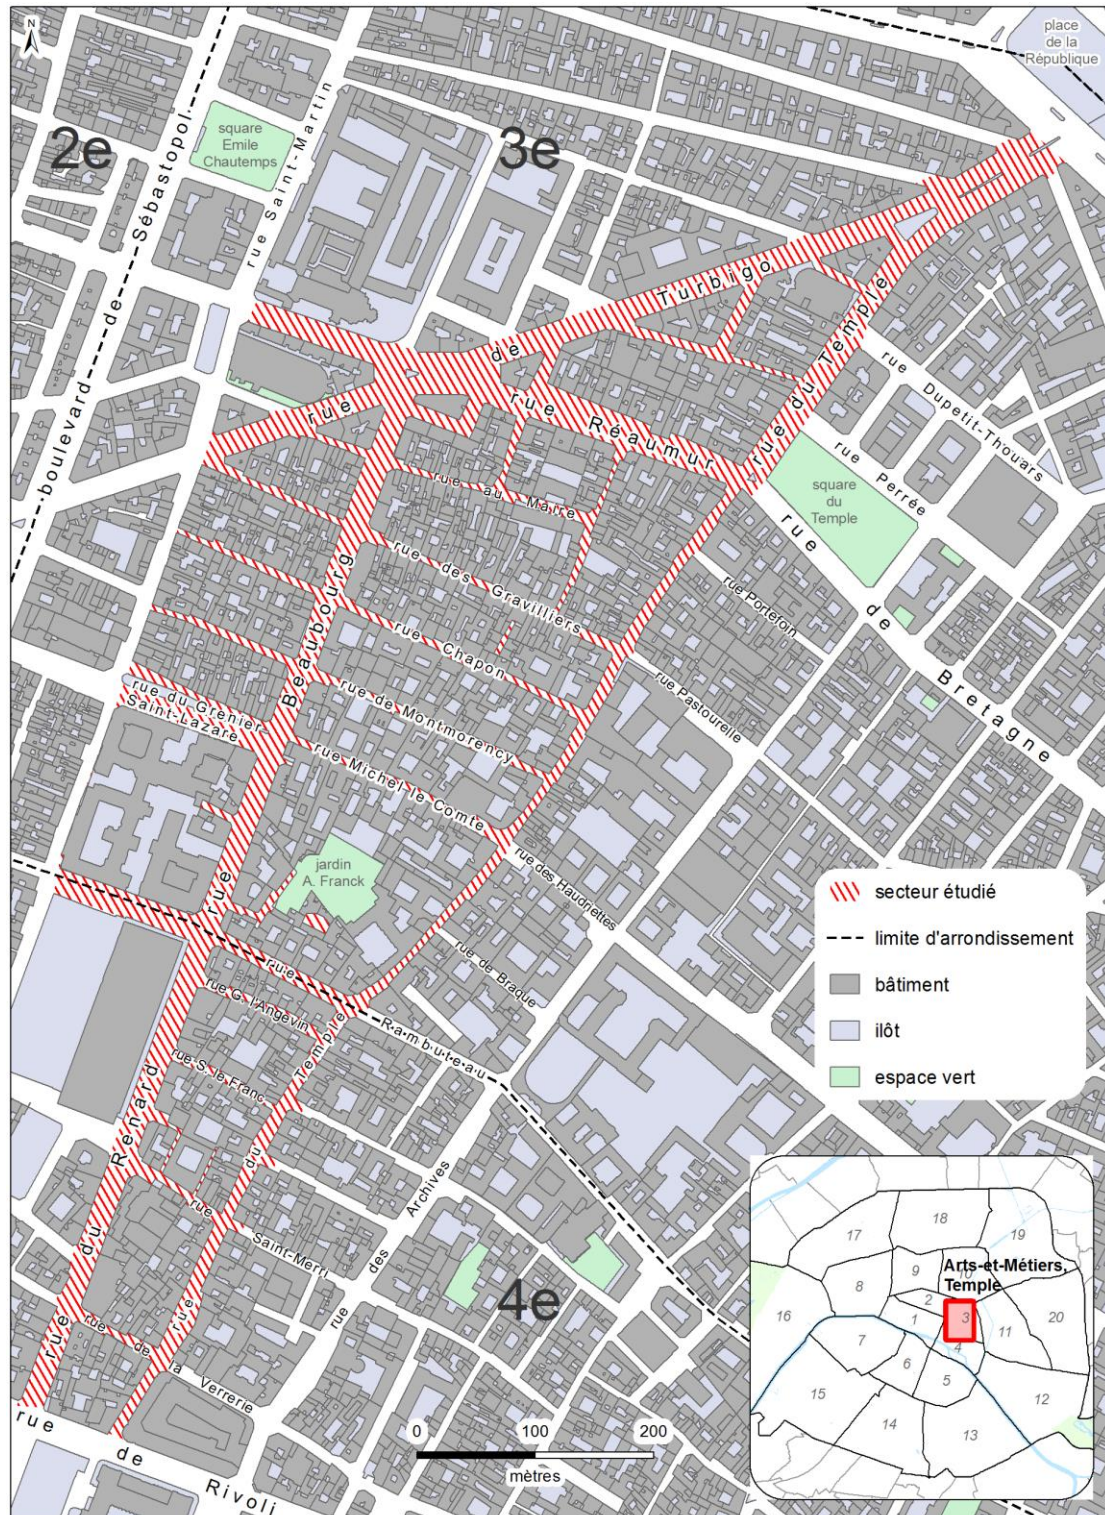 N
place
de la
République
2e
3e
square
Emile
Chautemps
rue Saint-Martin
boulevard de Sébastopol
rue de Turbigo
rue du Temple
rue Réaumur
rue Dupetit-Thouars
rue Perrée
square
du
Temple
rue au Maire
rue des Gravilliers
rue Portefoin
rue de Bretagne
rue Chapon
rue Beaubourg
rue Pastourelle
rue de Montmorency
rue du Grenier
Saint-Lazare
rue Michel le Comte
jardin
A. Franck
rue des Haudriettes
rue de Braque
rue Rambuteau
rue G. l'Angevin
rue S. le Franc
rue du Temple
rue du Renard
rue Saint-Merri
rue des Archives
4e
rue de la Verrerie
rue de Rivoli
secteur étudié
limite d'arrondissement
bâtiment
ilôt
espace vert
0 100 200
mètres
17
18
19
8
9
10
Arts-et-Métiers,
Temple
16
2
1
3
11
20
7
4
6
5
15
14
13
12